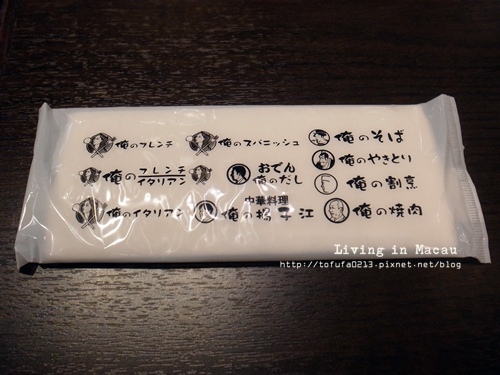 俺のフレンチ
俺のスパニッシュ
俺のそば
俺のやきとり
俺のフレンチ
イタリアン
おでん
俺のだし
俺の割烹
俺のイタリアン
中華料理
俺の揚子江
俺の焼肉
Living in Macau
http://tofufa0213.pixnet.net/blog